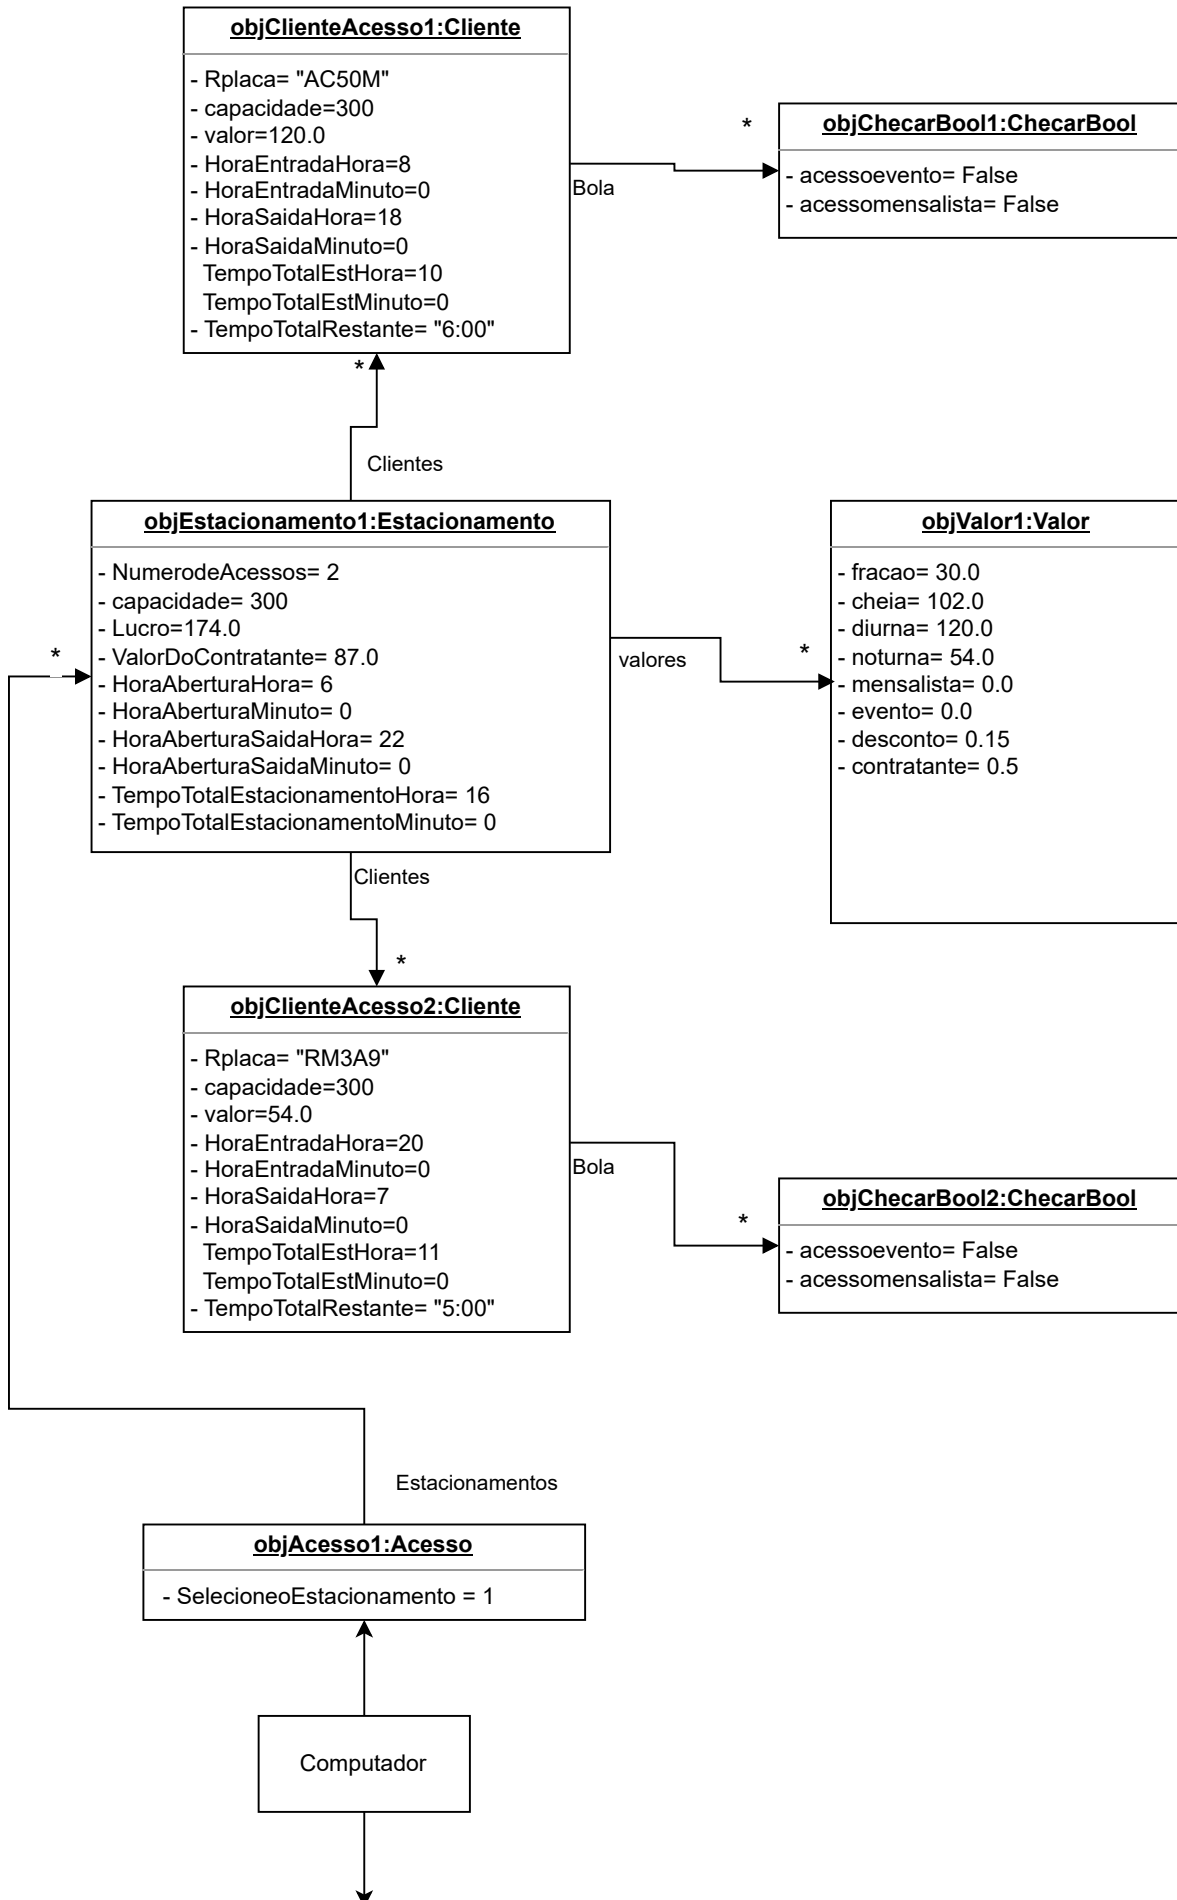 objClienteAcesso1:Cliente
- Rplaca= "AC50M"
- capacidade=300
- valor=120.0
- HoraEntradaHora=8
- HoraEntradaMinuto=0
- HoraSaidaHora=18
- HoraSaidaMinuto=0
TempoTotalEstHora=10
TempoTotalEstMinuto=0
- TempoTotalRestante= "6:00"
Bola
*
objChecarBool1:ChecarBool
- acessoevento= False
- acessomensalista= False
*
Clientes
objEstacionamento1:Estacionamento
- NumerodeAcessos= 2
- capacidade= 300
- Lucro=174.0
- ValorDoContratante= 87.0
- HoraAberturaHora= 6
- HoraAberturaMinuto= 0
- HoraAberturaSaidaHora= 22
- HoraAberturaSaidaMinuto= 0
- TempoTotalEstacionamentoHora= 16
- TempoTotalEstacionamentoMinuto= 0
*
valores
*
objValor1:Valor
- fracao= 30.0
- cheia= 102.0
- diurna= 120.0
- noturna= 54.0
- mensalista= 0.0
- evento= 0.0
- desconto= 0.15
- contratante= 0.5
Clientes
*
objClienteAcesso2:Cliente
- Rplaca= "RM3A9"
- capacidade=300
- valor=54.0
- HoraEntradaHora=20
- HoraEntradaMinuto=0
- HoraSaidaHora=7
- HoraSaidaMinuto=0
TempoTotalEstHora=11
TempoTotalEstMinuto=0
- TempoTotalRestante= "5:00"
Bola
*
objChecarBool2:ChecarBool
- acessoevento= False
- acessomensalista= False
Estacionamentos
objAcesso1:Acesso
- SelecioneoEstacionamento = 1
Computador